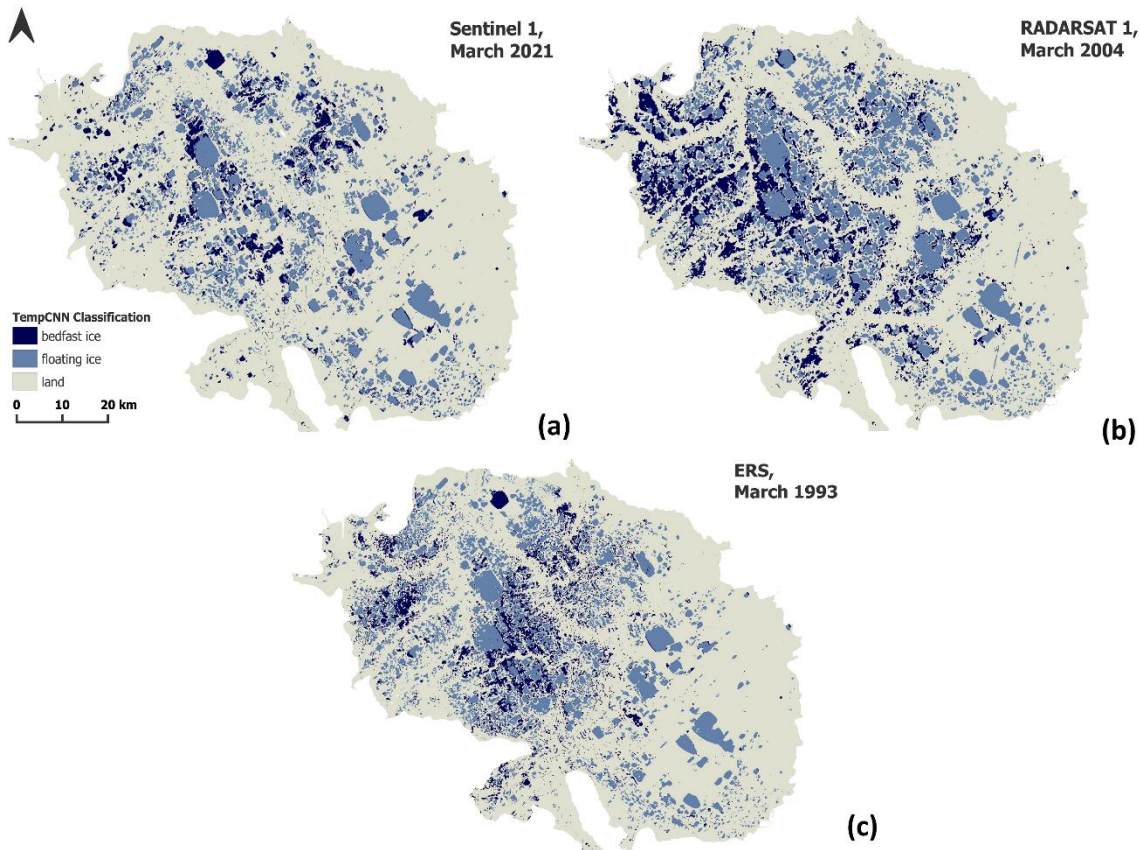 Sentinel 1,
March 2021
RADARSAT 1,
March 2004
TempCNN Classification
bedfast ice
floating ice
land
0 10 20 km
(a)
(b)
ERS,
March 1993
(c)